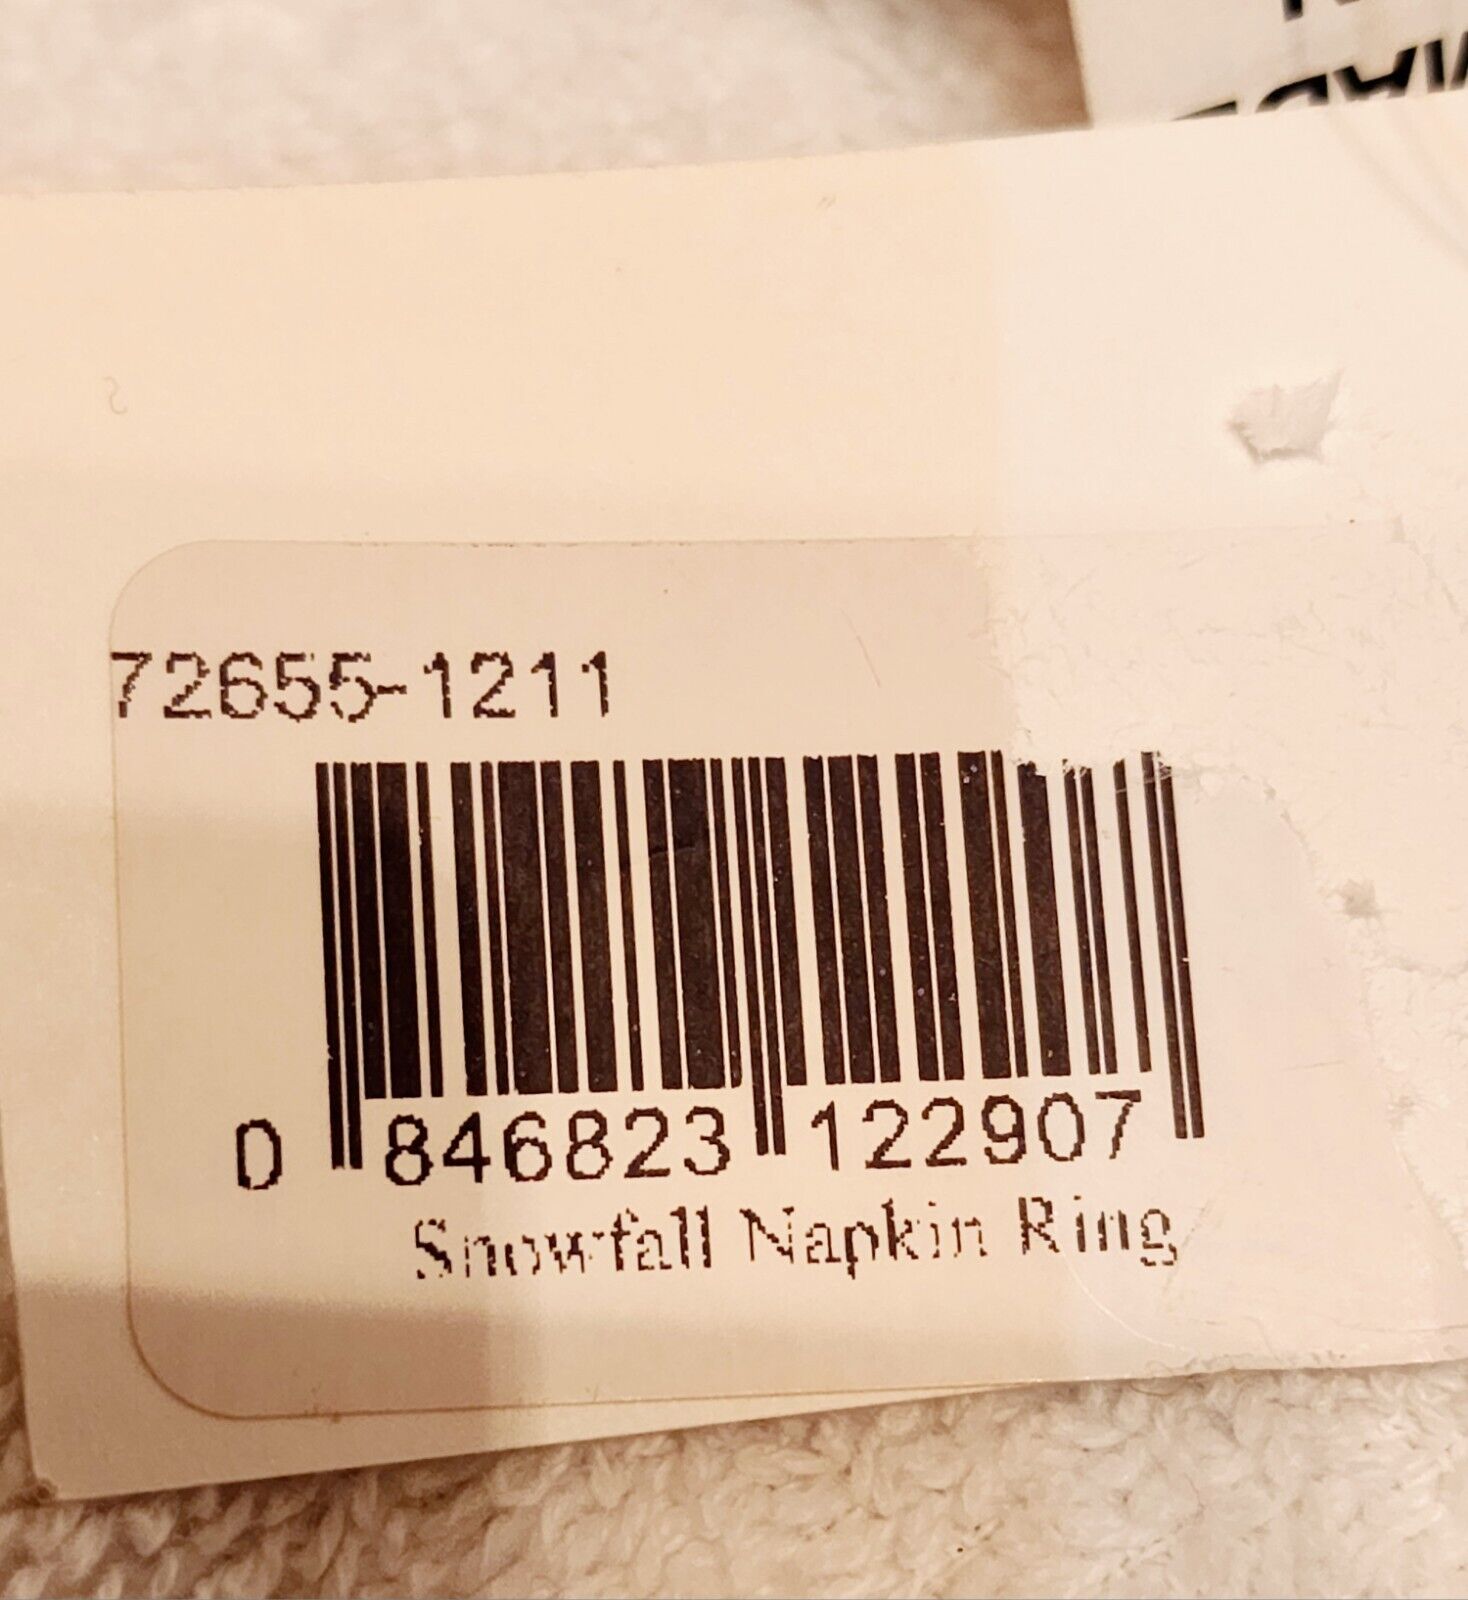 72655-1211
0 846823 122907
Snowfall Napkin Ring